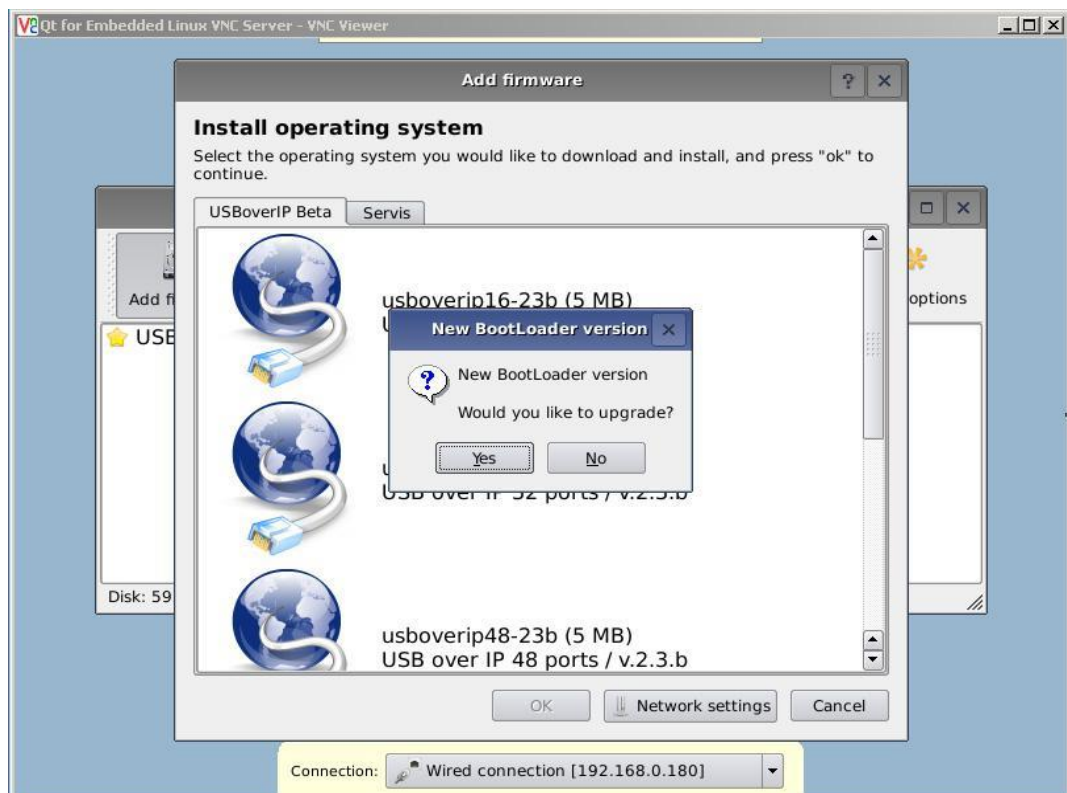 Qt for Embedded Linux VNC Server - VNC Viewer
Add firmware
Install operating system
Select the operating system you would like to download and install, and press "ok" to
continue.
USBoverIP Beta
Servis
Add fi
options
usboverip16-23b (5 MB)
USB
New BootLoader version
New BootLoader version
Would you like to upgrade?
Yes
No
USB over IP 32 ports / v.2.3.b
usboverip48-23b (5 MB)
USB over IP 48 ports / v.2.3.b
Disk: 59
OK
Network settings
Cancel
Connection:
Wired connection [192.168.0.180]